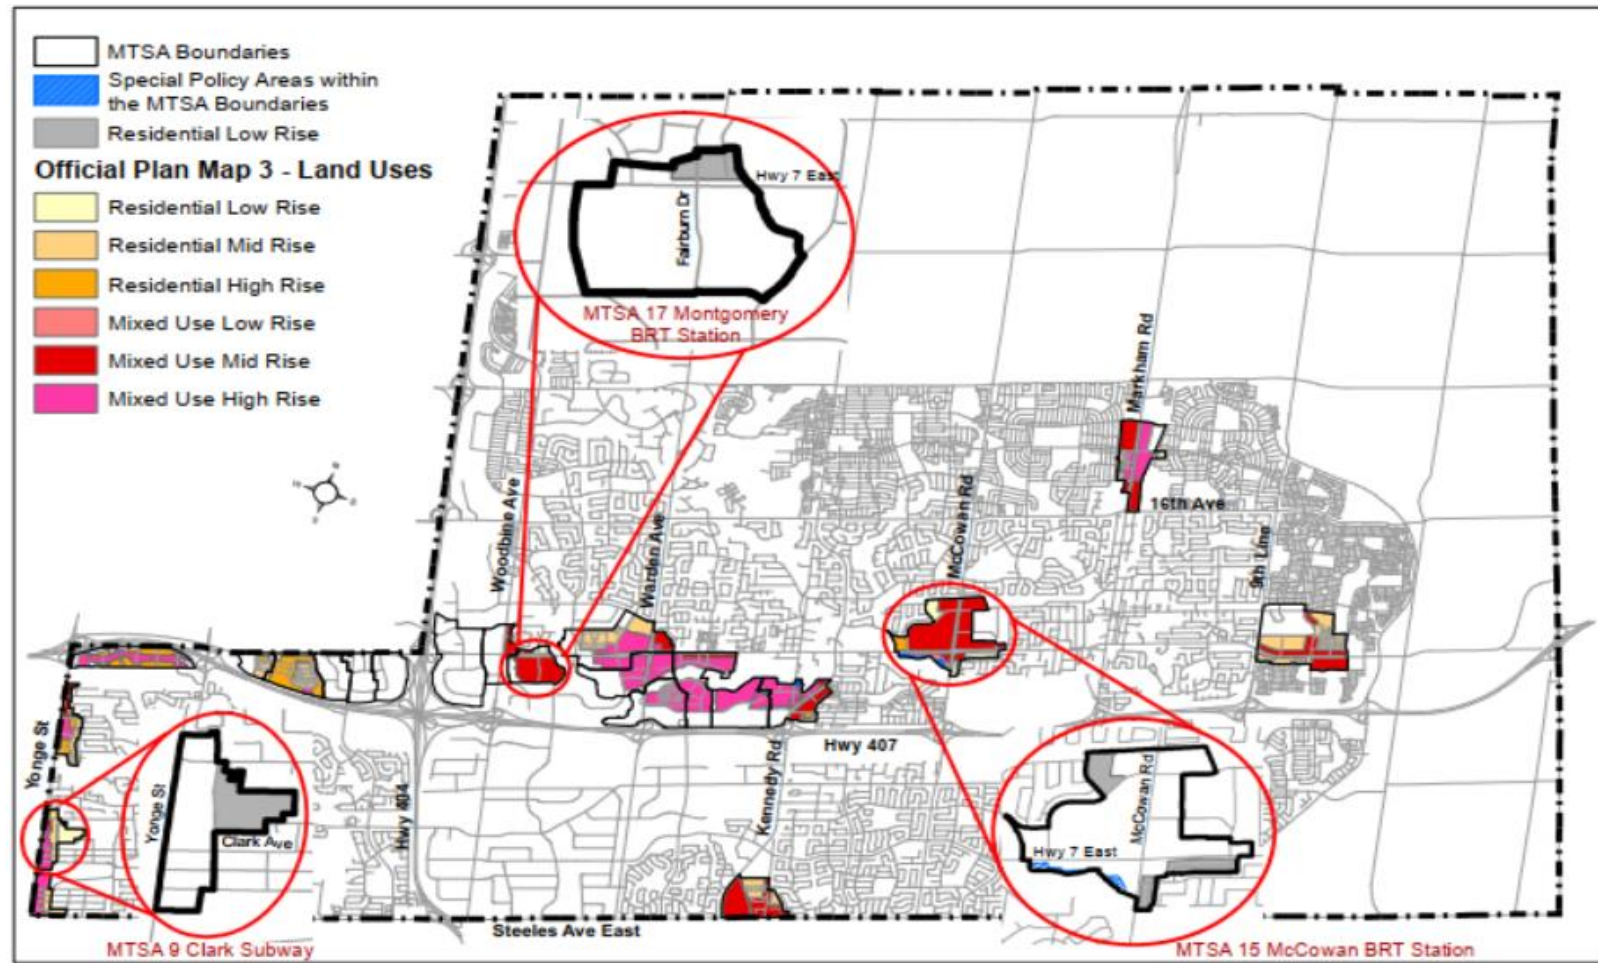 MTSA Boundaries
Special Policy Areas within
the MTSA Boundaries
Residential Low Rise
Official Plan Map 3 - Land Uses
Residential Low Rise
Residential Mid Rise
Residential High Rise
Mixed Use Low Rise
Mixed Use Mid Rise
Mixed Use High Rise
Hwy 7 East
Fairburn Dr
MTSA 17 Montgomery
BRT Station
Markham Rd
16th Ave
Woodbine Ave
Warden Ave
McCowan Rd
9th Line
Yonge St
Hwy 404
Hwy 407
Kennedy Rd
Yonge St
Clark Ave
MTSA 9 Clark Subway
Steeles Ave East
McCowan Rd
Hwy 7 East
MTSA 15 McCowan BRT Station